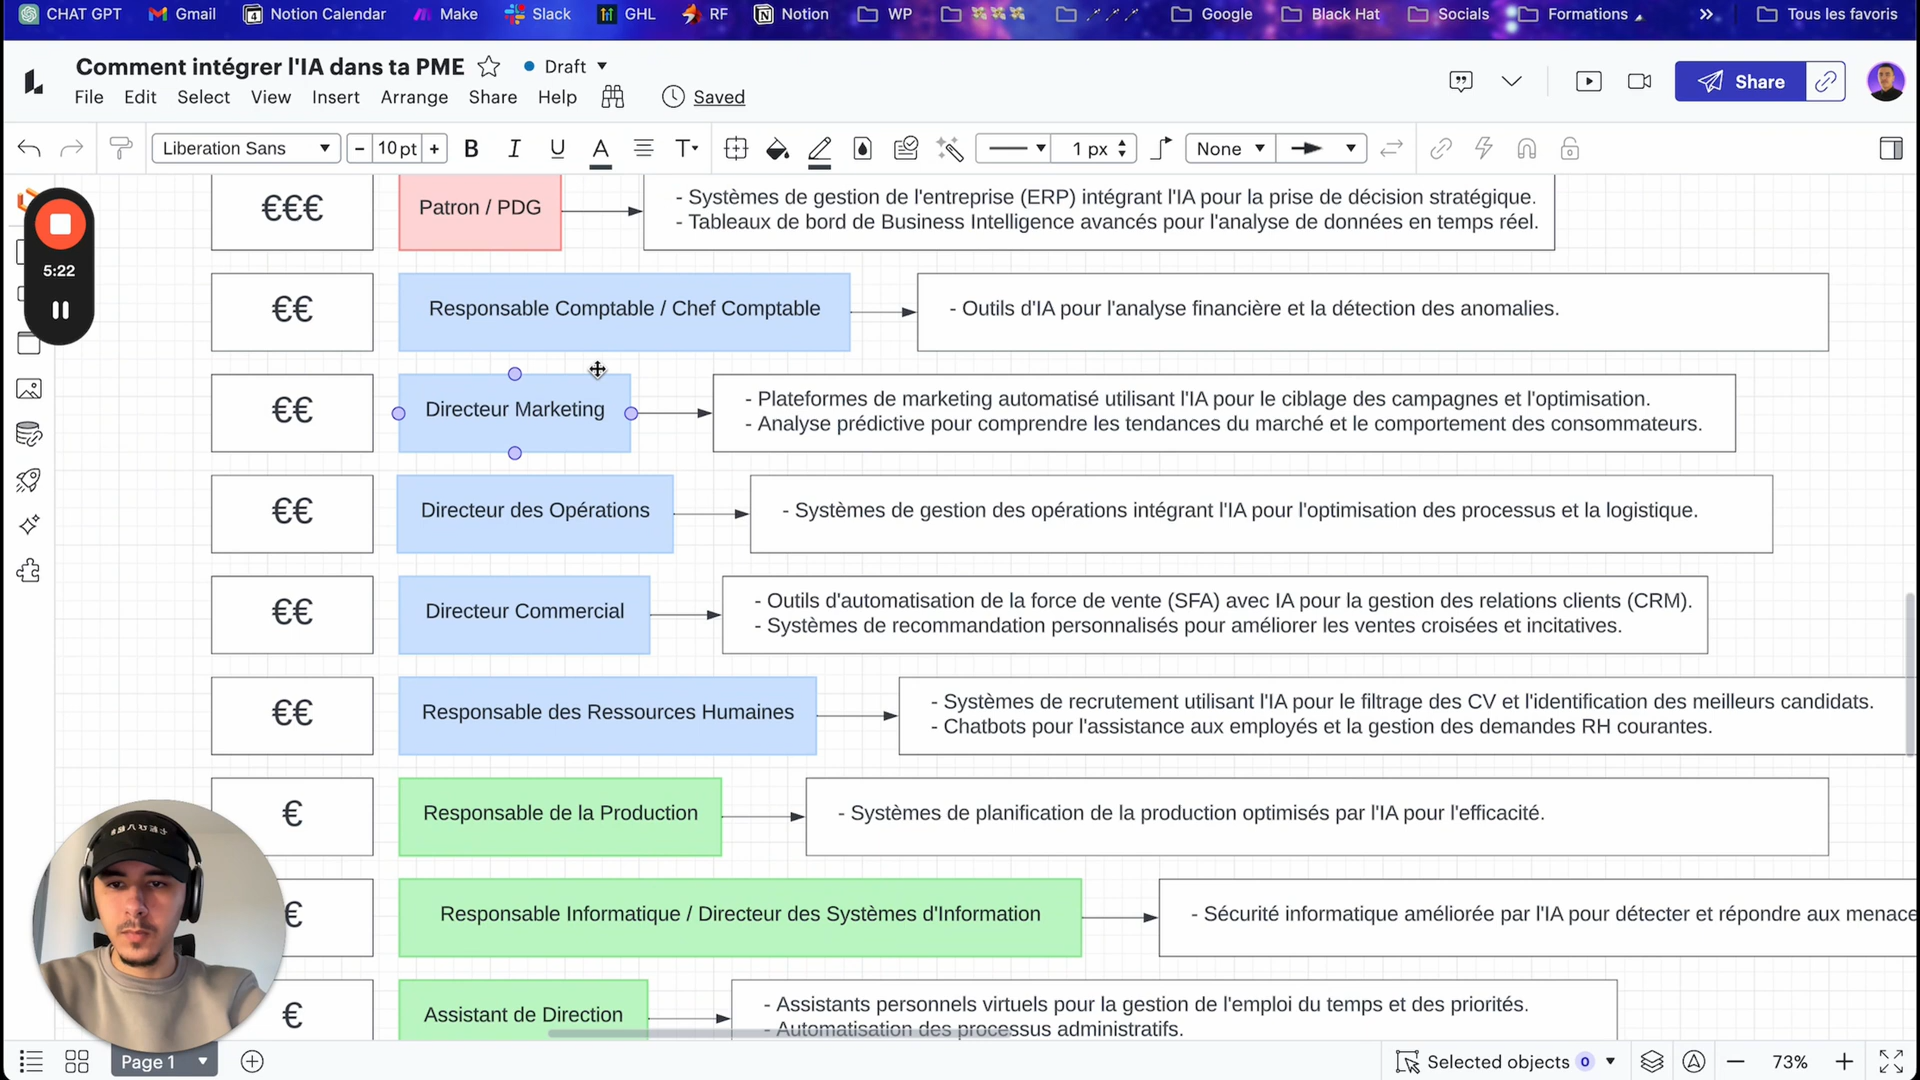 CHAT GPT
Gmail
4
Notion Calendar
Make
Slack
GHL
RF
Notion
WP
Google
Black Hat
Socials
Formations
Tous les favoris
Comment intégrer l'IA dans ta PME
Draft
File
Edit
Select
View
Insert
Arrange
Share
Help
Saved
Share
Liberation Sans
10 pt
B
I
U
A
T
1 px
None
5:22
€€€
Patron / PDG
- Systèmes de gestion de l'entreprise (ERP) intégrant l'IA pour la prise de décision stratégique.
- Tableaux de bord de Business Intelligence avancés pour l'analyse de données en temps réel.
€€
Responsable Comptable / Chef Comptable
- Outils d'IA pour l'analyse financière et la détection des anomalies.
€€
Directeur Marketing
- Plateformes de marketing automatisé utilisant l'IA pour le ciblage des campagnes et l'optimisation.
- Analyse prédictive pour comprendre les tendances du marché et le comportement des consommateurs.
€€
Directeur des Opérations
- Systèmes de gestion des opérations intégrant l'IA pour l'optimisation des processus et la logistique.
€€
Directeur Commercial
- Outils d'automatisation de la force de vente (SFA) avec IA pour la gestion des relations clients (CRM).
- Systèmes de recommandation personnalisés pour améliorer les ventes croisées et incitatives.
€€
Responsable des Ressources Humaines
- Systèmes de recrutement utilisant l'IA pour le filtrage des CV et l'identification des meilleurs candidats.
- Chatbots pour l'assistance aux employés et la gestion des demandes RH courantes.
€
Responsable de la Production
- Systèmes de planification de la production optimisés par l'IA pour l'efficacité.
€
Responsable Informatique / Directeur des Systèmes d'Information
- Sécurité informatique améliorée par l'IA pour détecter et répondre aux menace
€
Assistant de Direction
- Assistants personnels virtuels pour la gestion de l'emploi du temps et des priorités.
- Automatisation des processus administratifs.
Page 1
Selected objects
0
73%